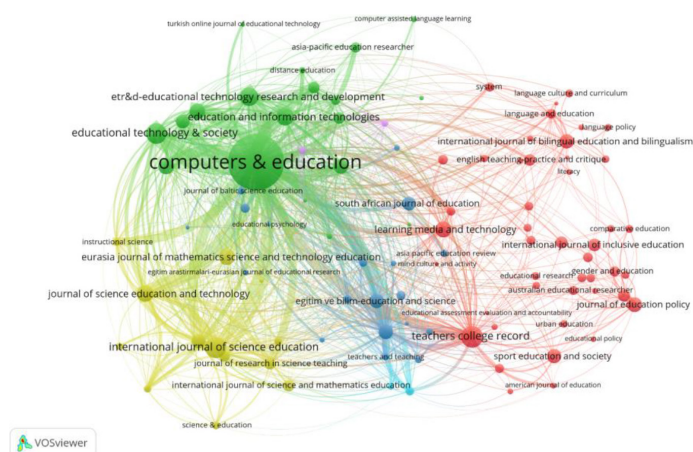 turkish online journal of educational technology
computer assisted language learning
asia-pacific education researcher
distance education
system
language culture and curriculum
etr&d-educational technology research and development
language and education
education and information technologies
language policy
educational technology & society
international journal of bilingual education and bilingualism
computers & education
english teaching-practice and critique
literacy
journal of baltic science education
south african journal of education
educational psychology
learning media and technology
comparative education
instructional science
international journal of inclusive education
eurasia journal of mathematics science and technology education
asia pacific education review
mind culture and activity
egitim arastirmalari-eurasian journal of educational research
educational research
gender and education
journal of science education and technology
australian educational researcher
egitim ve bilim-education and science
journal of education policy
educational assessment evaluation and accountability
urban education
teachers college record
educational policy
international journal of science education
teachers and teaching
sport education and society
journal of research in science teaching
international journal of science and mathematics education
american journal of education
science & education
VOSviewer